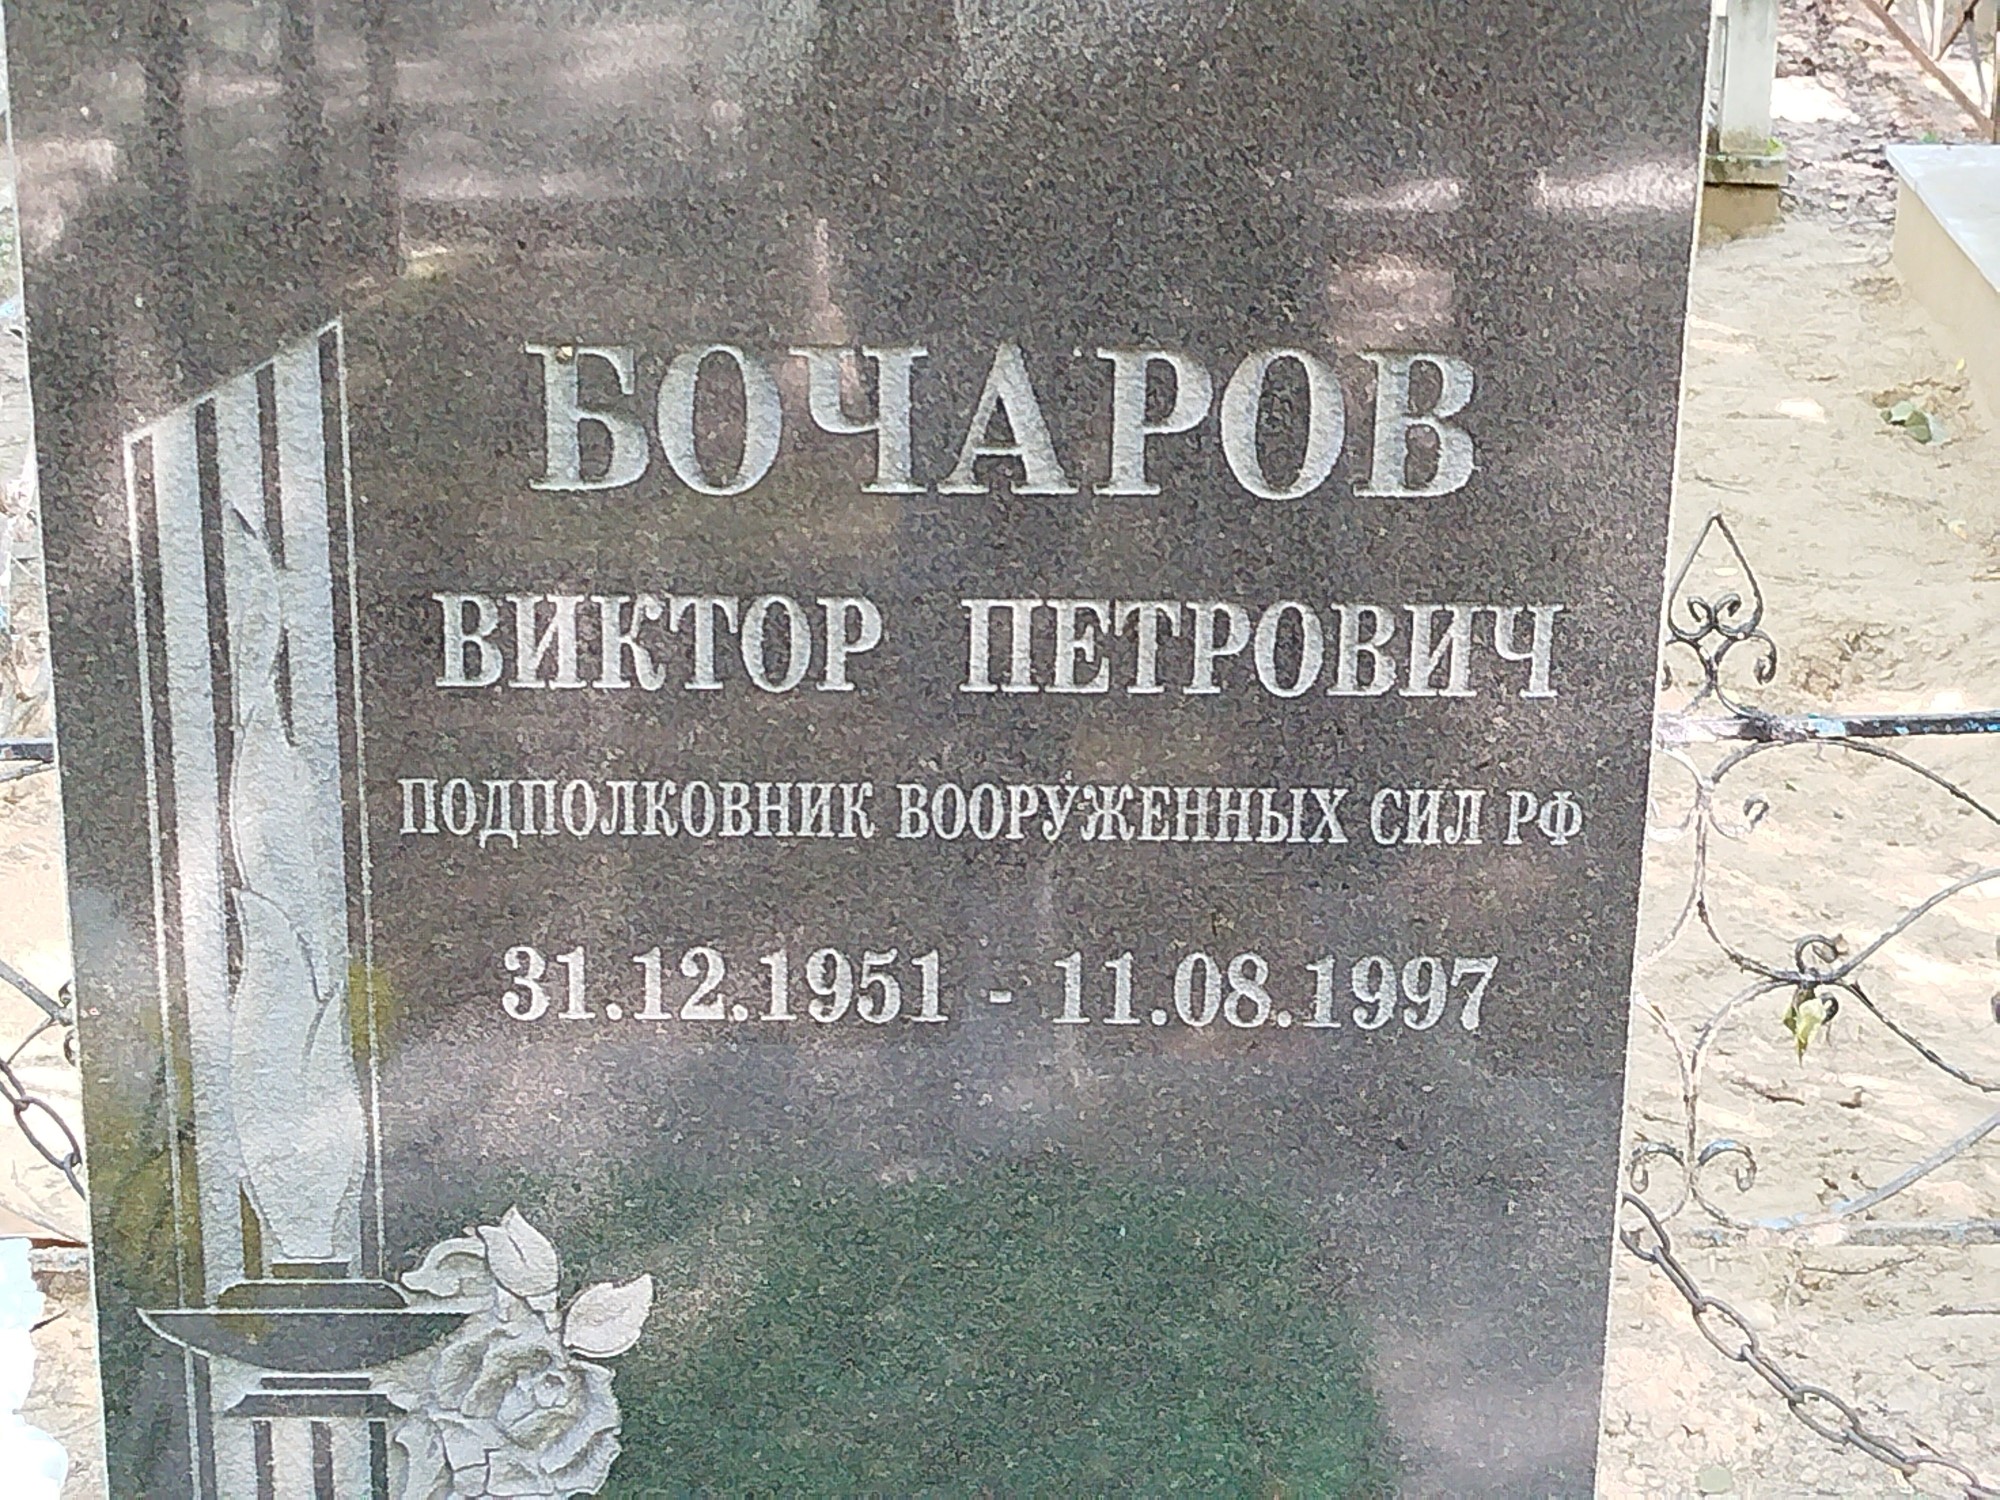 БОЧАРОВ
ВИКТОР ПЕТРОВИЧ
ПОДПОЛКОВНИК ВООРУЖЕННЫХ СИЛ РФ
31.12.1951 - 11.08.1997